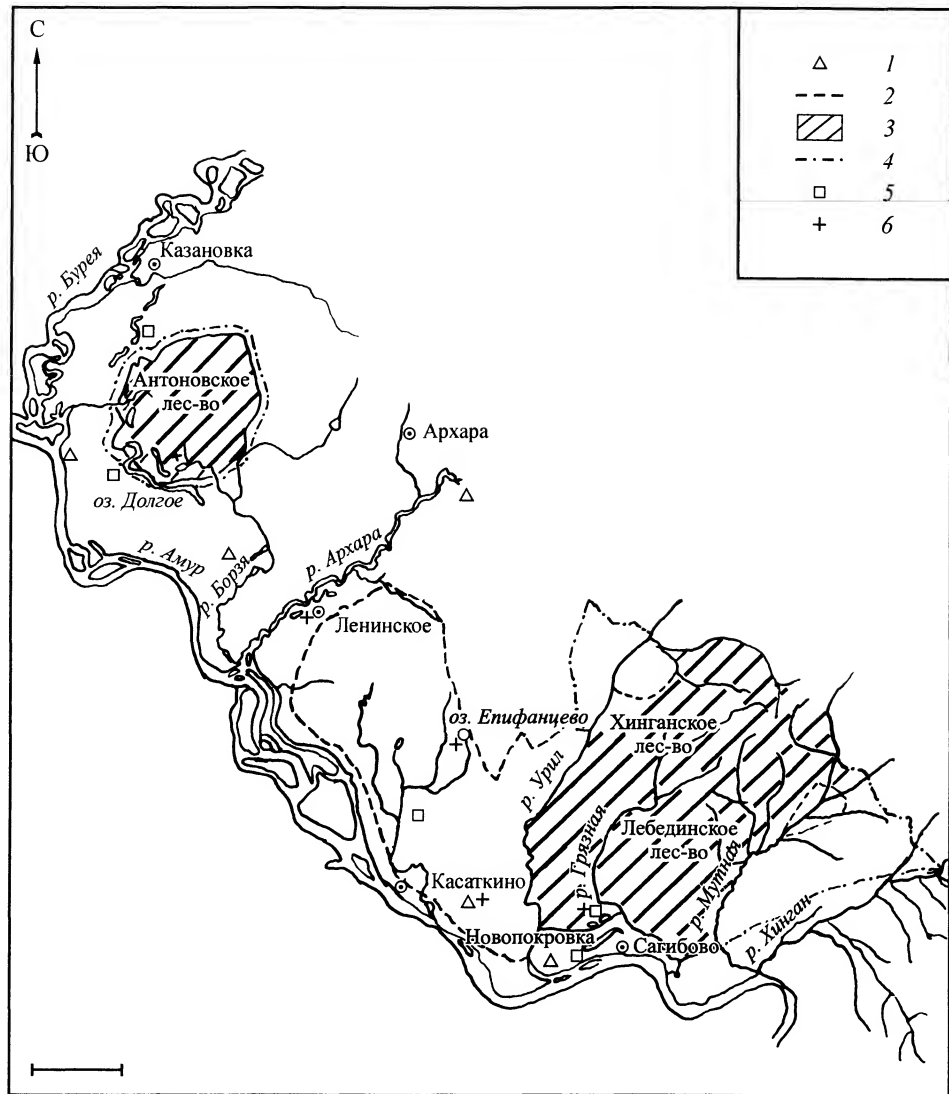 С
Ю
1
2
3
4
5
6
р. Бурея
Казановка
Антоновское
лес-во
Архара
оз. Долгое
р. Амур
р. Борзя
р. Архара
Ленинское
оз. Епифанцево
р. Урил
Хинганское
лес-во
р. Грязная
Лебединское
лес-во
р. Мутная
р. Хинган
Касаткино
Новопокровка
Сагибово